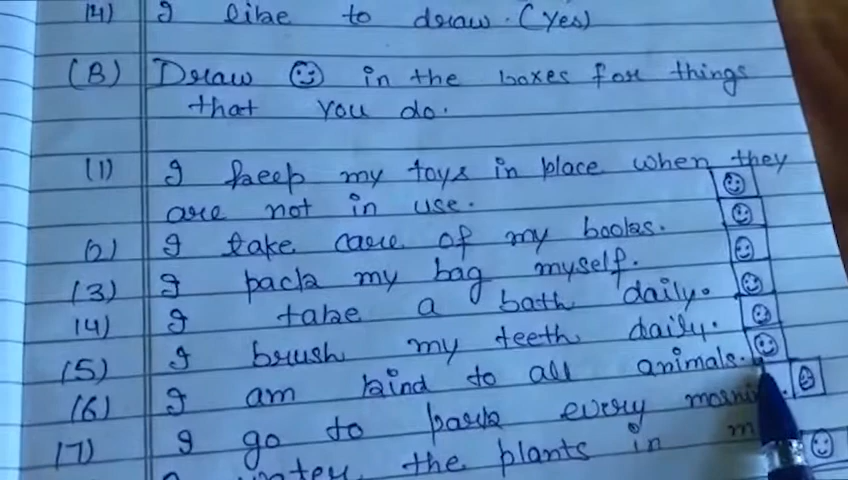 (4) I like to draw. (Yes)
(B) Draw ☺ in the boxes for things
that you do.
(1) I keep my toys in place when they
are not in use.
(2) I take care of my books.
(3) I pack my bag myself.
(4) I take a bath daily.
(5) I brush my teeth daily.
(6) I am kind to all animals.
(7) I go to park every
I water the plants in